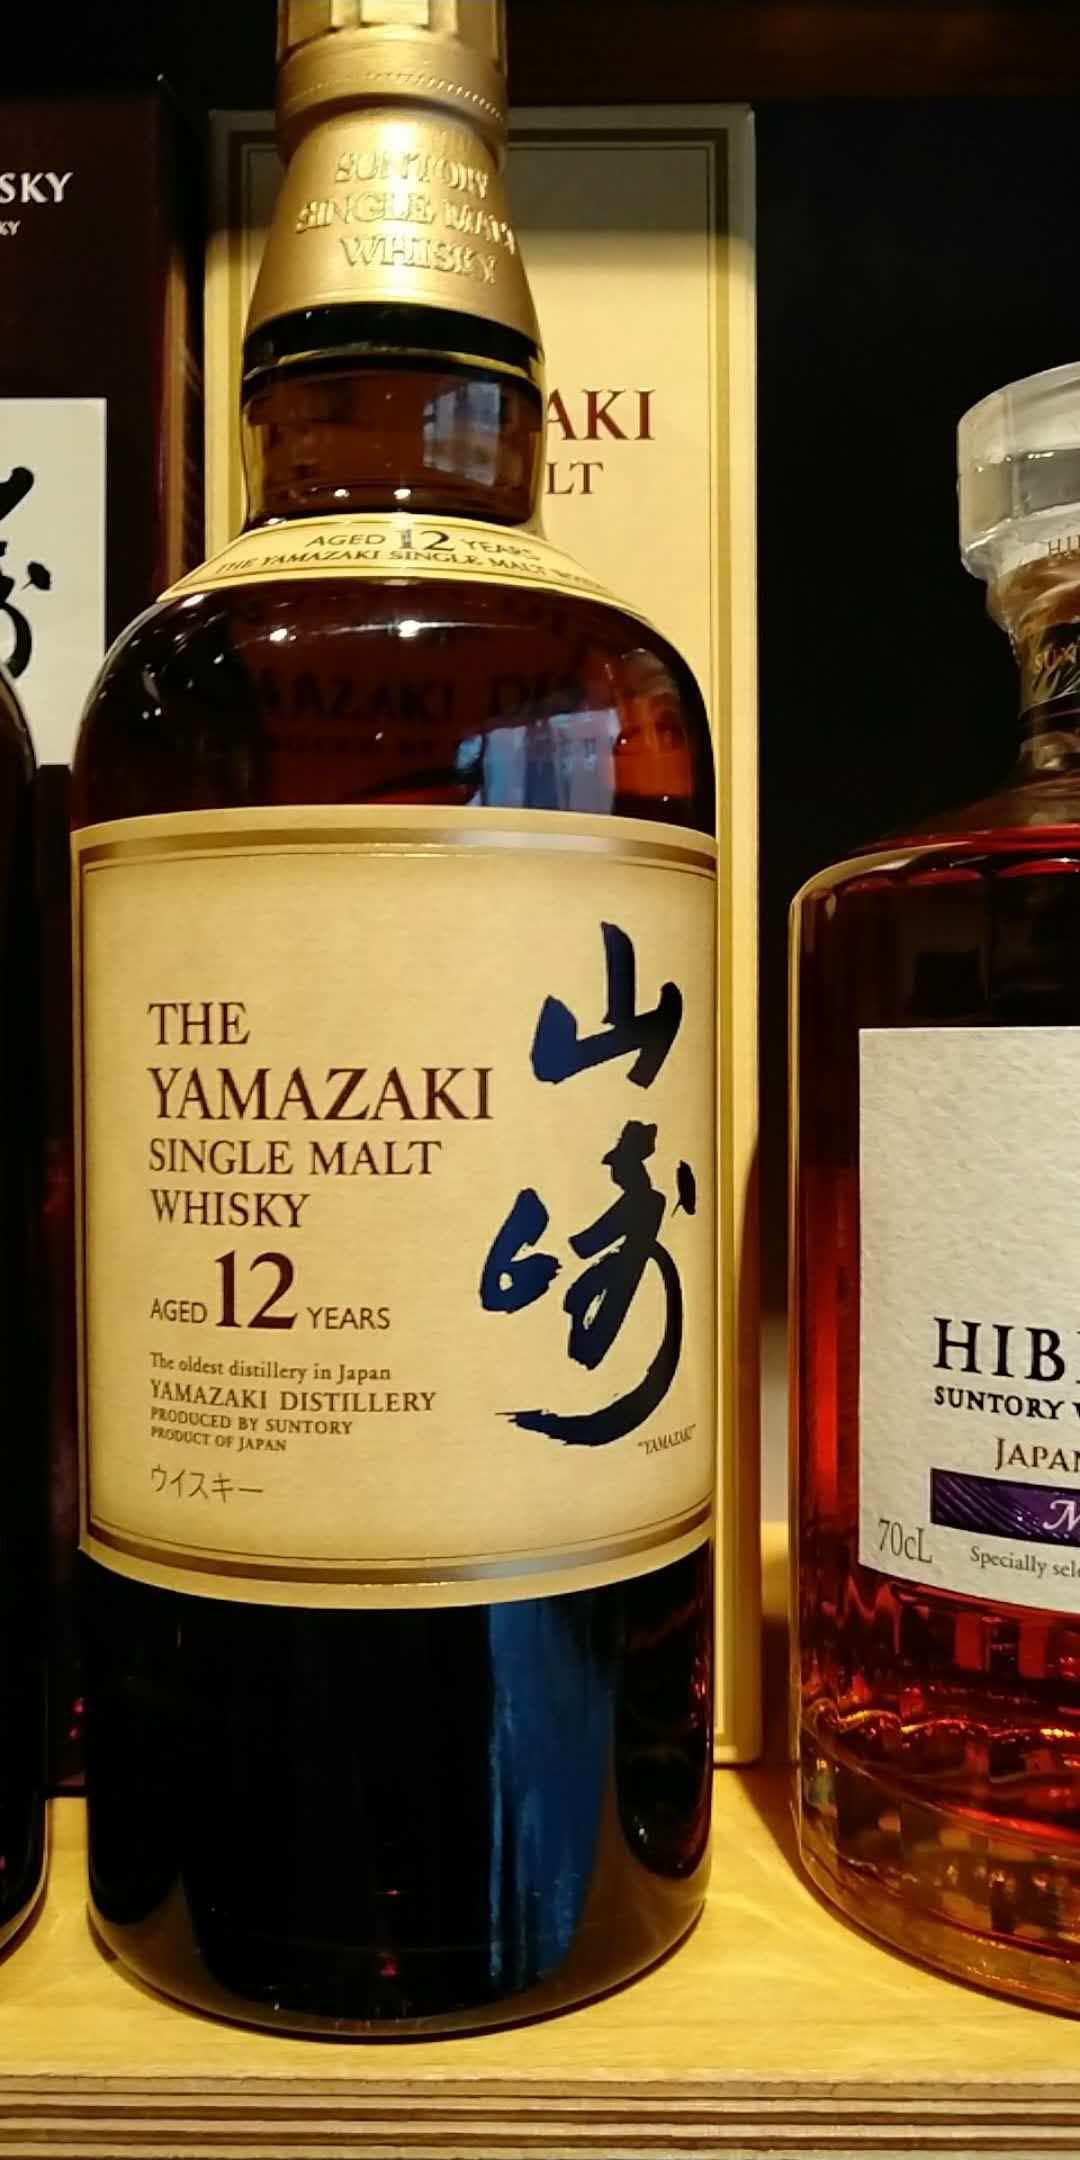 SKY
KY
SUNTORY
SINGLE MALT
WHISKY
AKI
LT
AGED 12 YEARS
THE YAMAZAKI SINGLE MALT
THE
YAMAZAKI
SINGLE MALT
WHISKY
AGED 12 YEARS
The oldest distillery in Japan
YAMAZAKI DISTILLERY
PRODUCED BY SUNTORY
PRODUCT OF JAPAN
ウイスキー
山崎
"YAMAZAKI"
HIB
SUNTORY
JAPAN
70cL
Specially sele